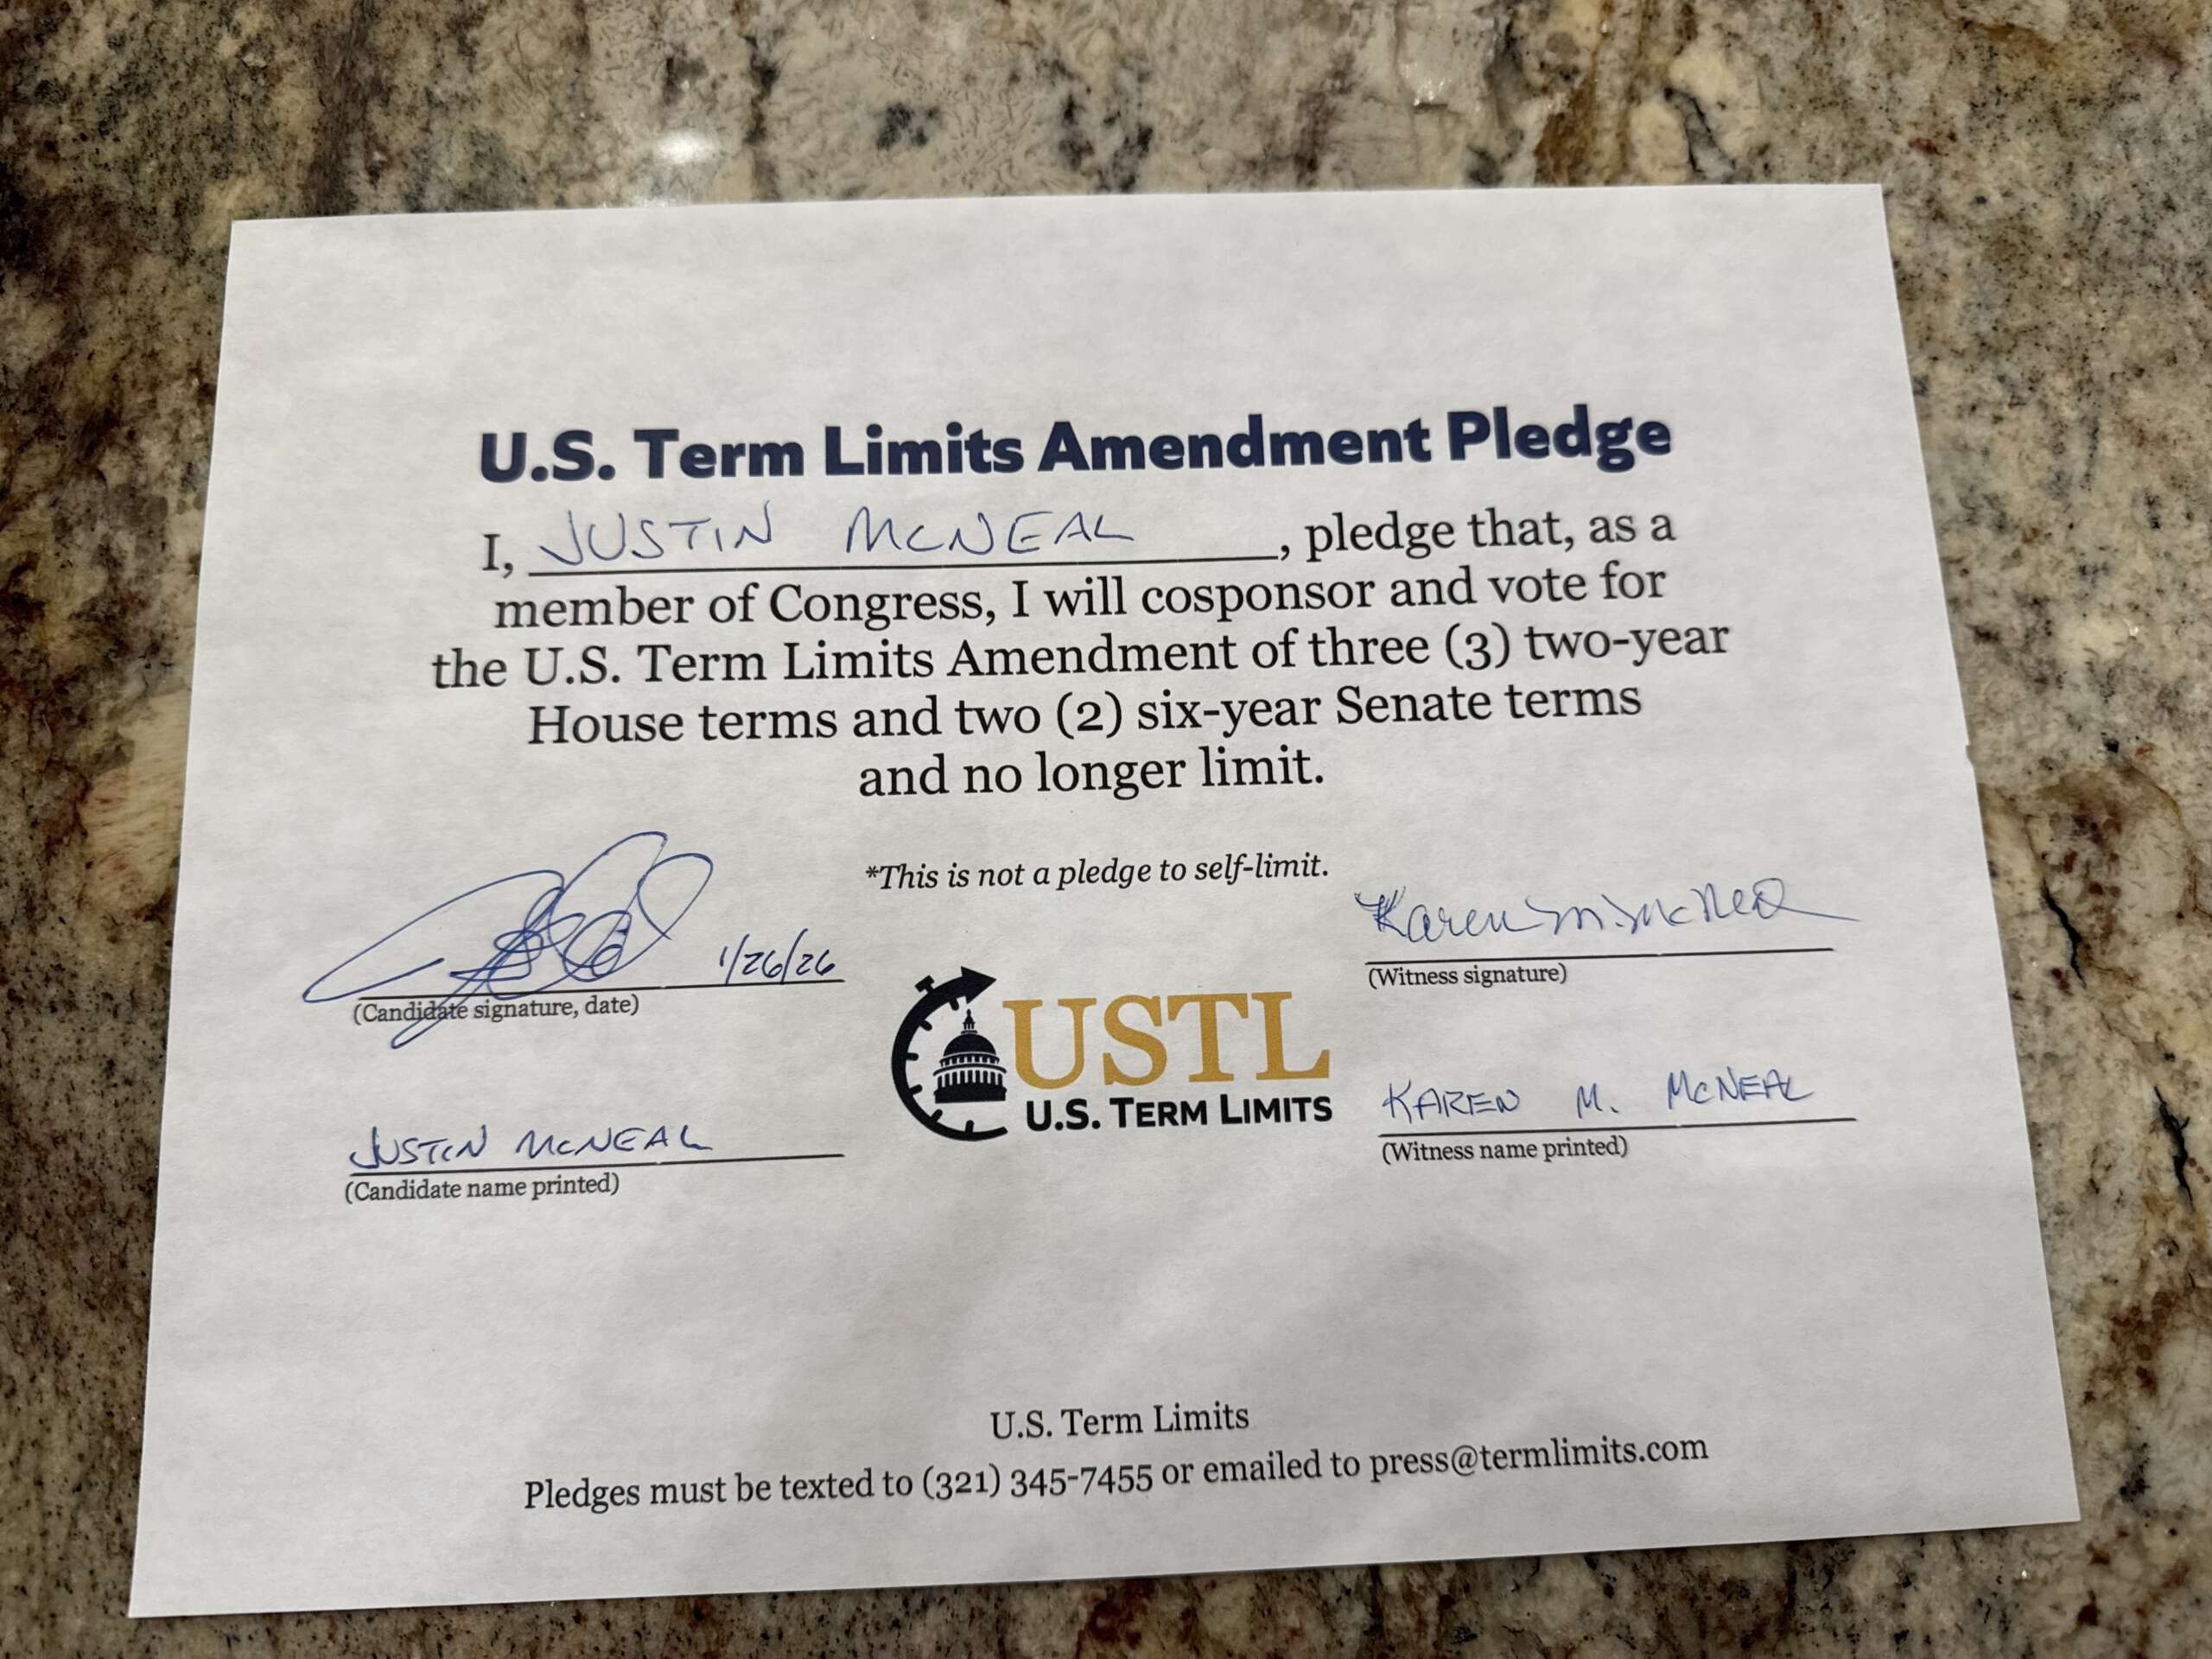 U.S. Term Limits Amendment Pledge
I, JUSTIN MCNEAL, pledge that, as a
member of Congress, I will cosponsor and vote for
the U.S. Term Limits Amendment of three (3) two-year
House terms and two (2) six-year Senate terms
and no longer limit.
*This is not a pledge to self-limit.
1/26/26
(Candidate signature, date)
Karen M. McNeal
(Witness signature)
USTL
U.S. TERM LIMITS
JUSTIN MCNEAL
(Candidate name printed)
KAREN M. McNEAL
(Witness name printed)
U.S. Term Limits
Pledges must be texted to (321) 345-7455 or emailed to press@termlimits.com